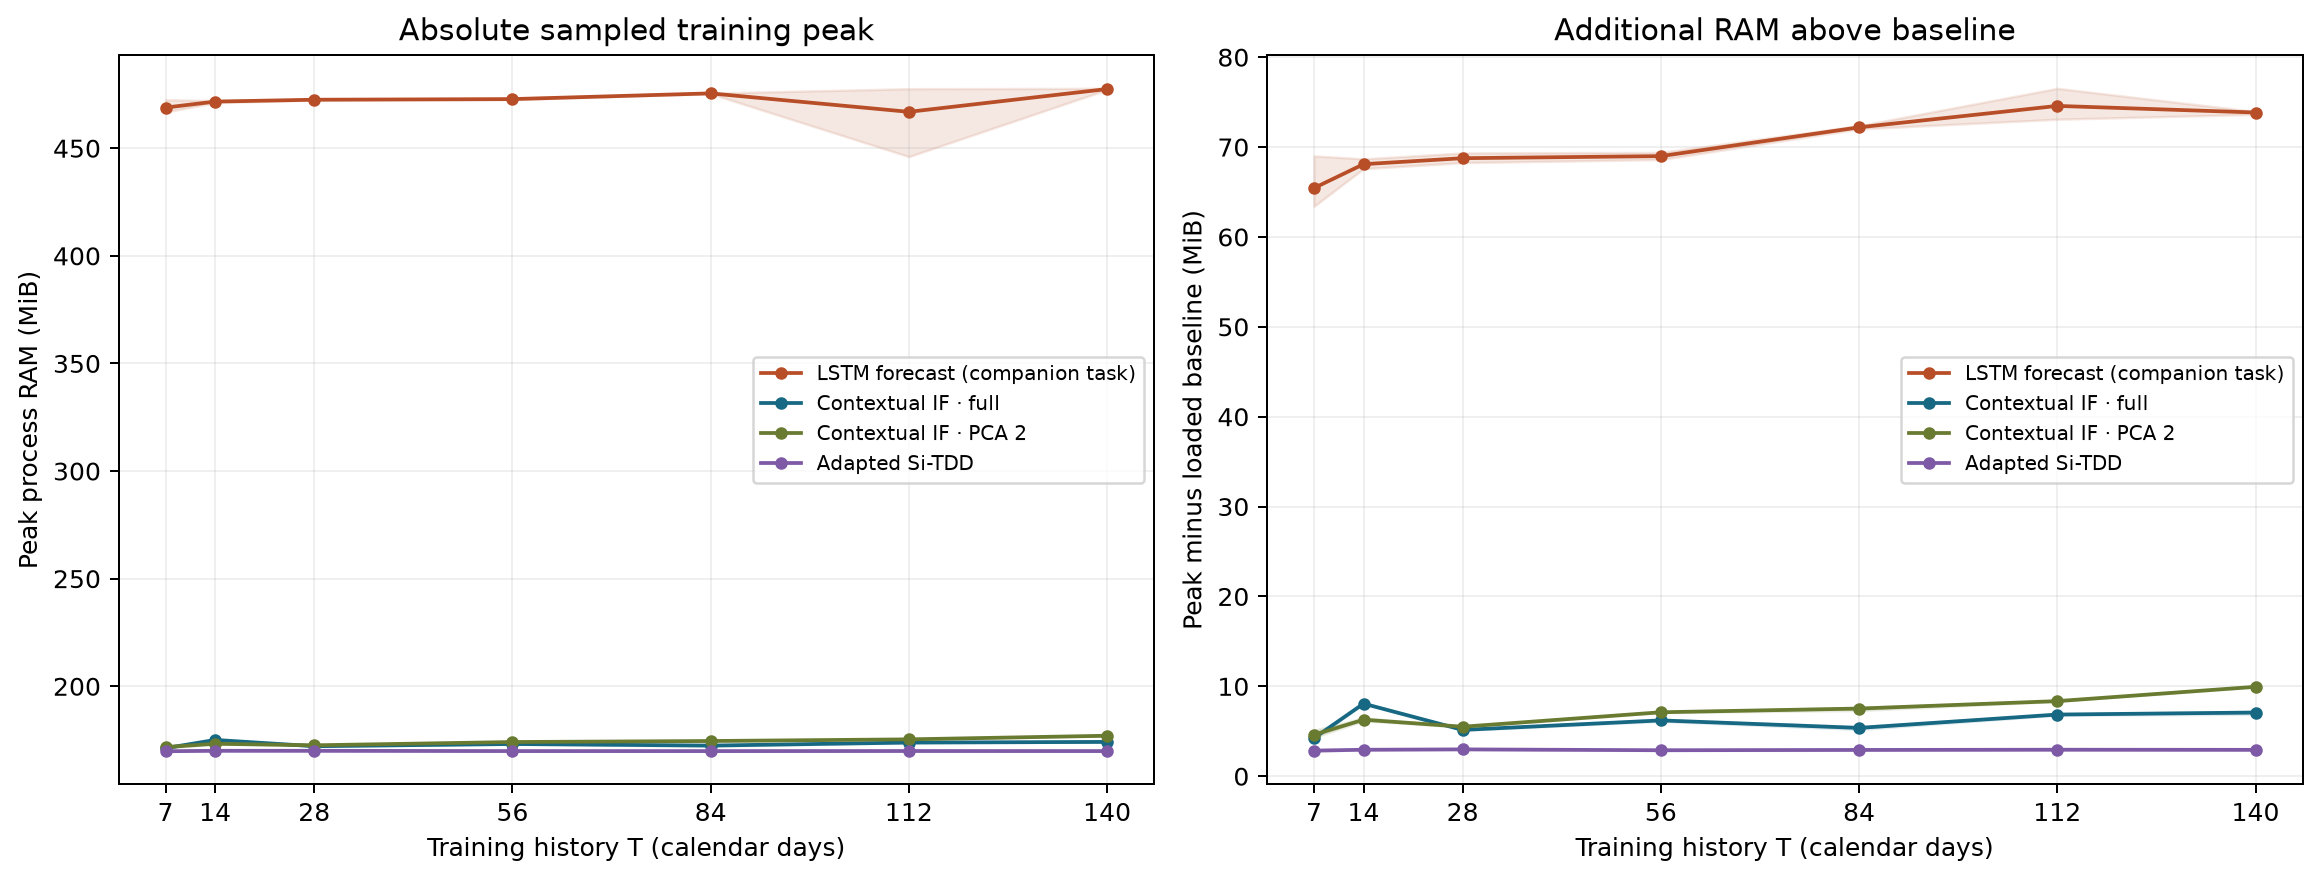 Absolute sampled training peak
Peak process RAM (MiB)
450
400
350
300
250
200
LSTM forecast (companion task)
Contextual IF · full
Contextual IF · PCA 2
Adapted Si-TDD
7 14 28 56 84 112 140
Training history T (calendar days)
Additional RAM above baseline
Peak minus loaded baseline (MiB)
80
70
60
50
40
30
20
10
0
LSTM forecast (companion task)
Contextual IF · full
Contextual IF · PCA 2
Adapted Si-TDD
7 14 28 56 84 112 140
Training history T (calendar days)